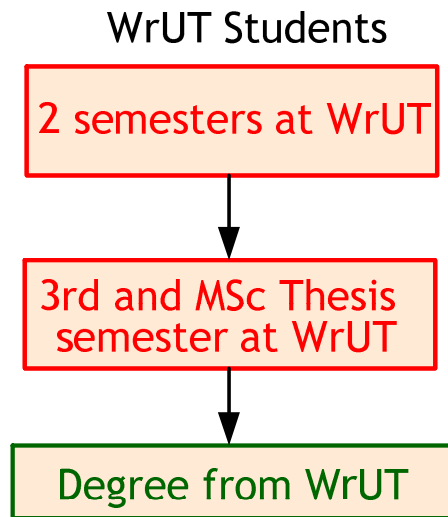 WrUT Students
2 semesters at WrUT
3rd and MSc Thesis
semester at WrUT
Degree from WrUT